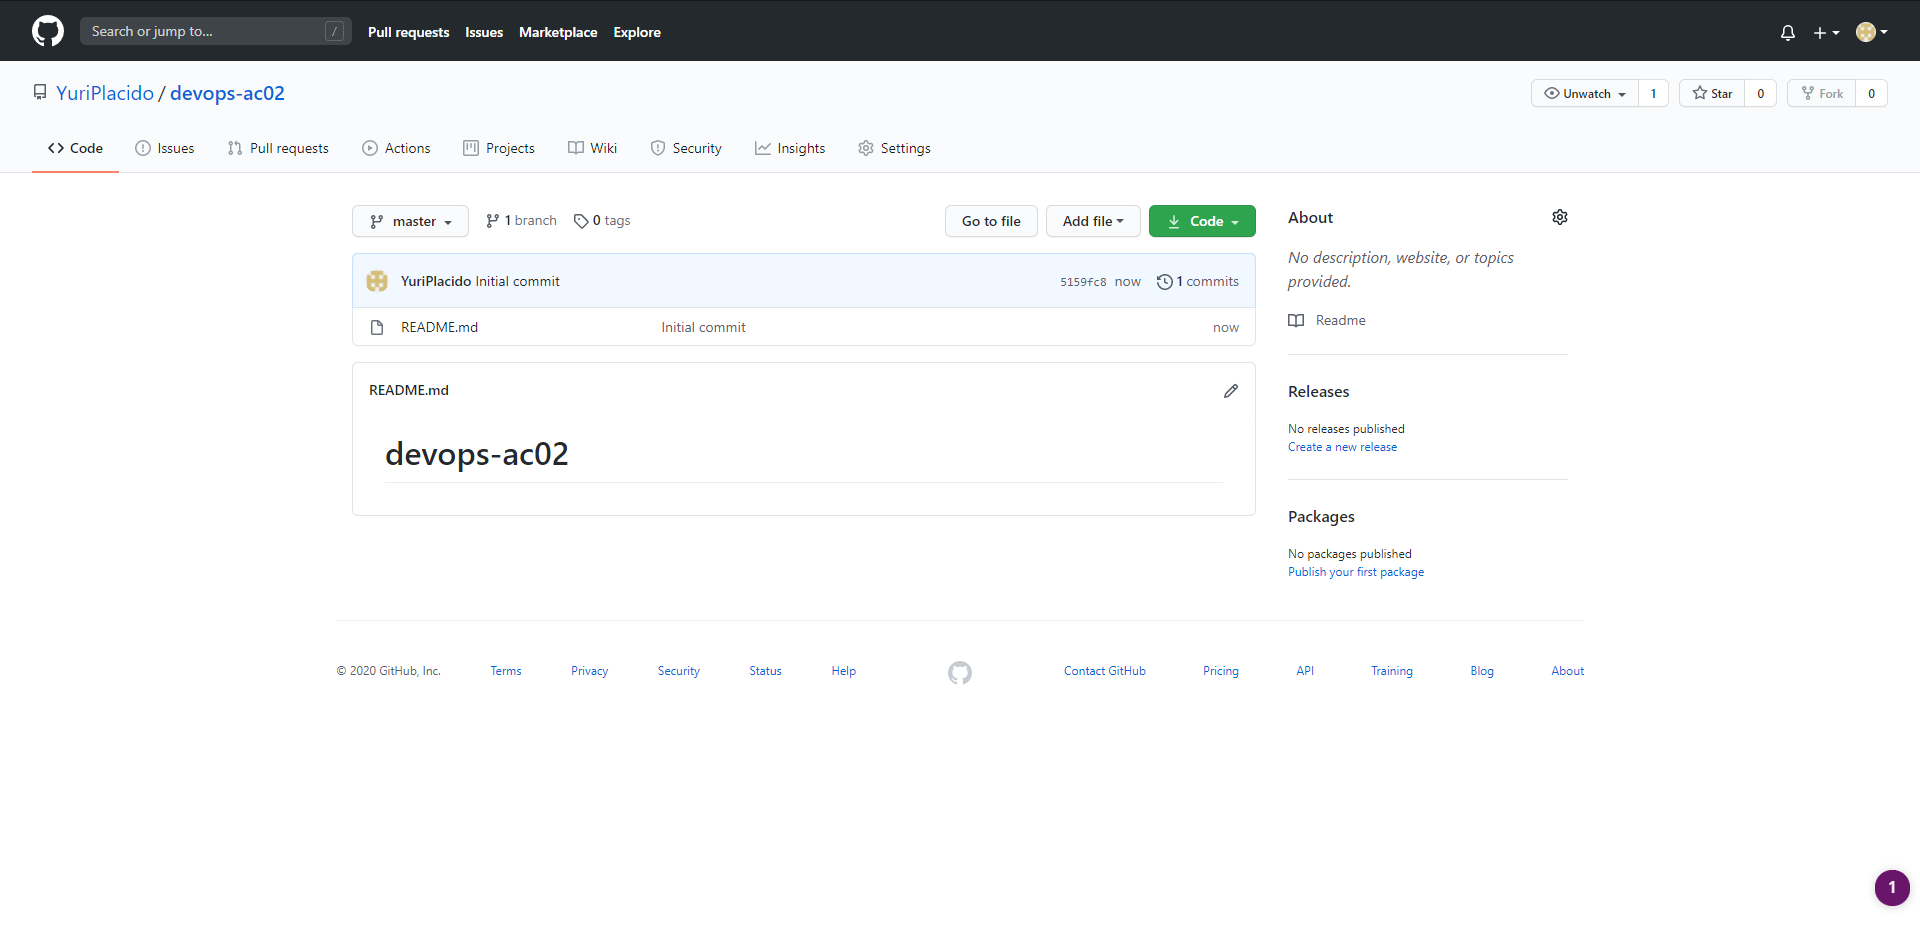 Search or jump to... / Pull requests Issues Marketplace Explore
YuriPlacido / devops-ac02 Unwatch 1 Star 0 Fork 0
Code Issues Pull requests Actions Projects Wiki Security Insights Settings
master 1 branch 0 tags Go to file Add file Code
YuriPlacido Initial commit 5159fc8 now 1 commits
README.md Initial commit now
README.md
devops-ac02
About
No description, website, or topics
provided.
Readme
Releases
No releases published
Create a new release
Packages
No packages published
Publish your first package
© 2020 GitHub, Inc. Terms Privacy Security Status Help Contact GitHub Pricing API Training Blog About
1